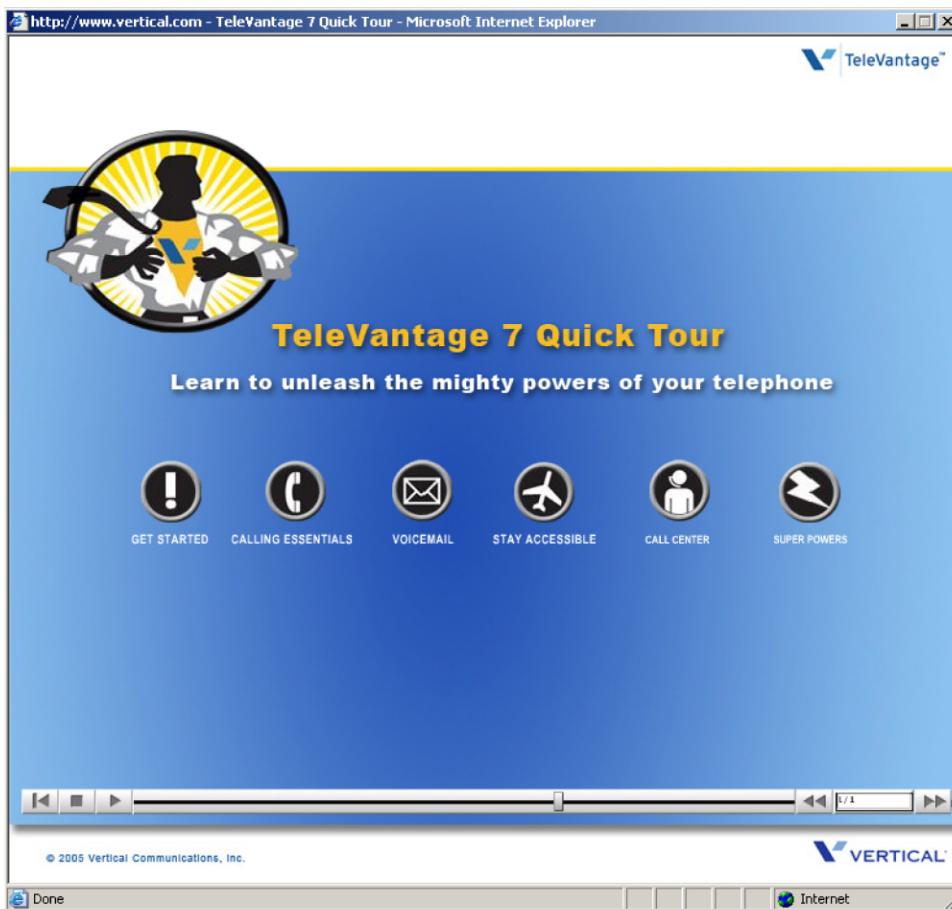 http://www.vertical.com - TeleVantage 7 Quick Tour - Microsoft Internet Explorer
TeleVantage™
TeleVantage 7 Quick Tour
Learn to unleash the mighty powers of your telephone
GET STARTED CALLING ESSENTIALS VOICEMAIL STAY ACCESSIBLE CALL CENTER SUPER POWERS
1/1
© 2005 Vertical Communications, Inc.
VERTICAL
Done Internet